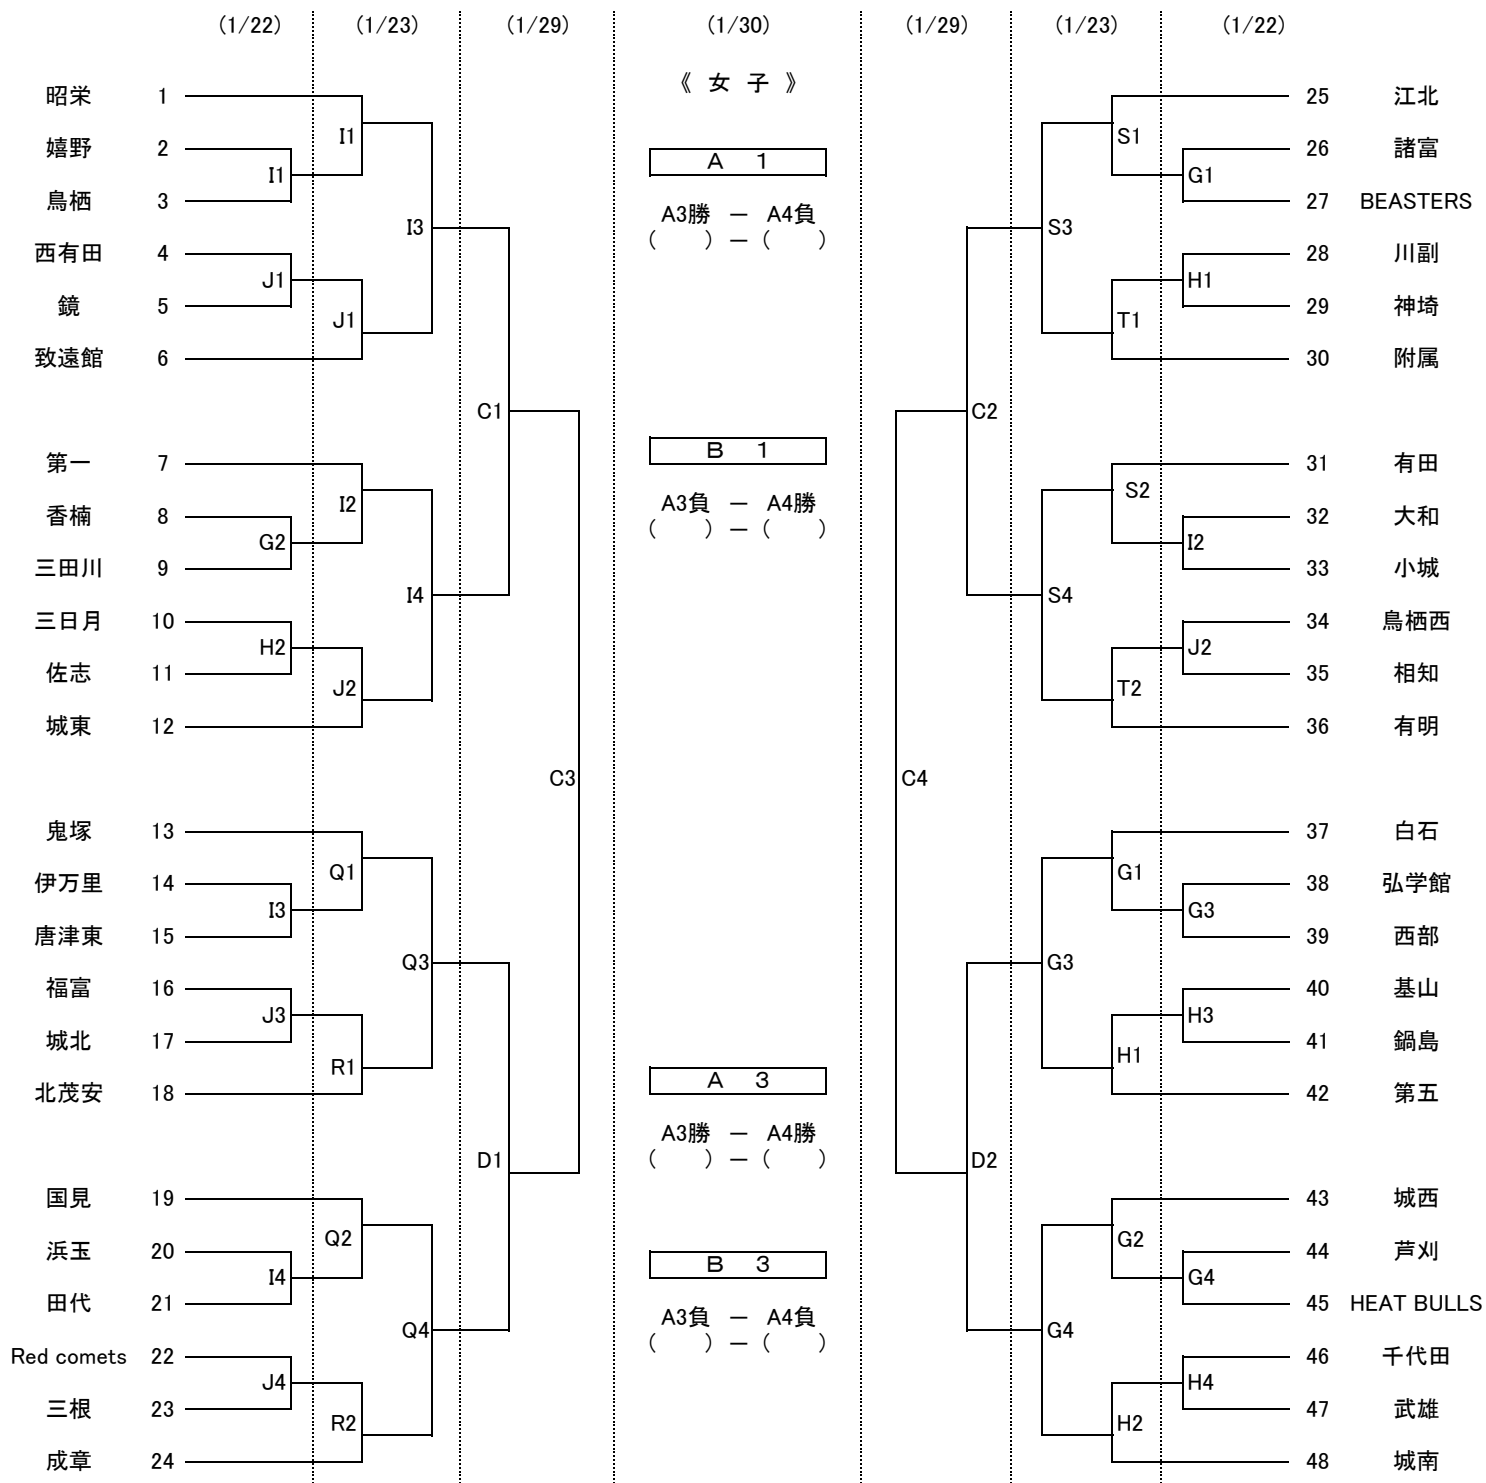 (1/22) (1/23) (1/29) (1/30) (1/29) (1/23) (1/22)
《 女 子 》
昭栄 1 25 江北
I1 S1
嬉野 2 A 1 26 諸富
I1 G1
鳥栖 3 27 BEASTERS
A3勝 － A4負
I3 S3
( ) － ( )
西有田 4 28 川副
J1 H1
鏡 5 29 神埼
J1 T1
致遠館 6 30 附属
C1 C2
B 1
第一 7 31 有田
S2
I2 A3負 － A4勝
香楠 8 32 大和
( ) － ( )
G2 I2
三田川 9 33 小城
I4 S4
三日月 10 34 鳥栖西
H2 J2
佐志 11 35 相知
J2 T2
城東 12 36 有明
C3 C4
鬼塚 13 37 白石
Q1 G1
伊万里 14 38 弘学館
I3 G3
唐津東 15 39 西部
Q3 G3
福富 16 40 基山
J3 H3
城北 17 41 鍋島
R1 H1
A 3
北茂安 18 42 第五
A3勝 － A4勝
D1 ( ) － ( ) D2
国見 19 43 城西
Q2 G2
浜玉 20 44 芦刈
B 3
I4 G4
田代 21 45 HEAT BULLS
A3負 － A4負
Q4 G4
( ) － ( )
Red comets 22 46 千代田
J4 H4
三根 23 47 武雄
R2 H2
成章 24 48 城南